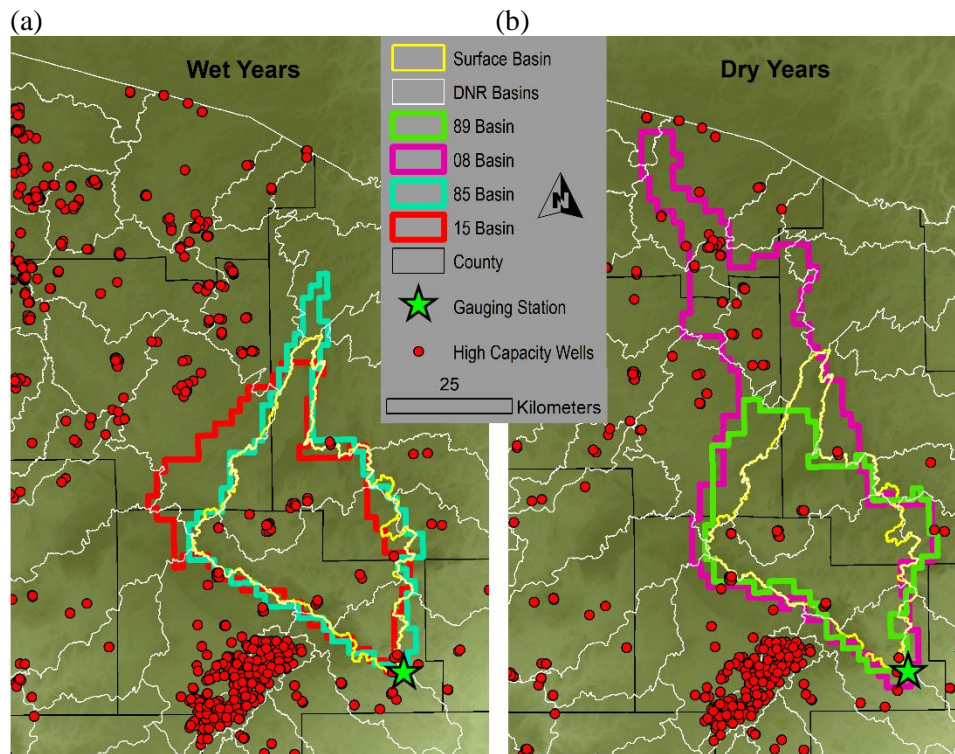 (a)
(b)
Wet Years
Dry Years
Surface Basin
DNR Basins
89 Basin
08 Basin
85 Basin
15 Basin
County
Gauging Station
High Capacity Wells
25
Kilometers
N